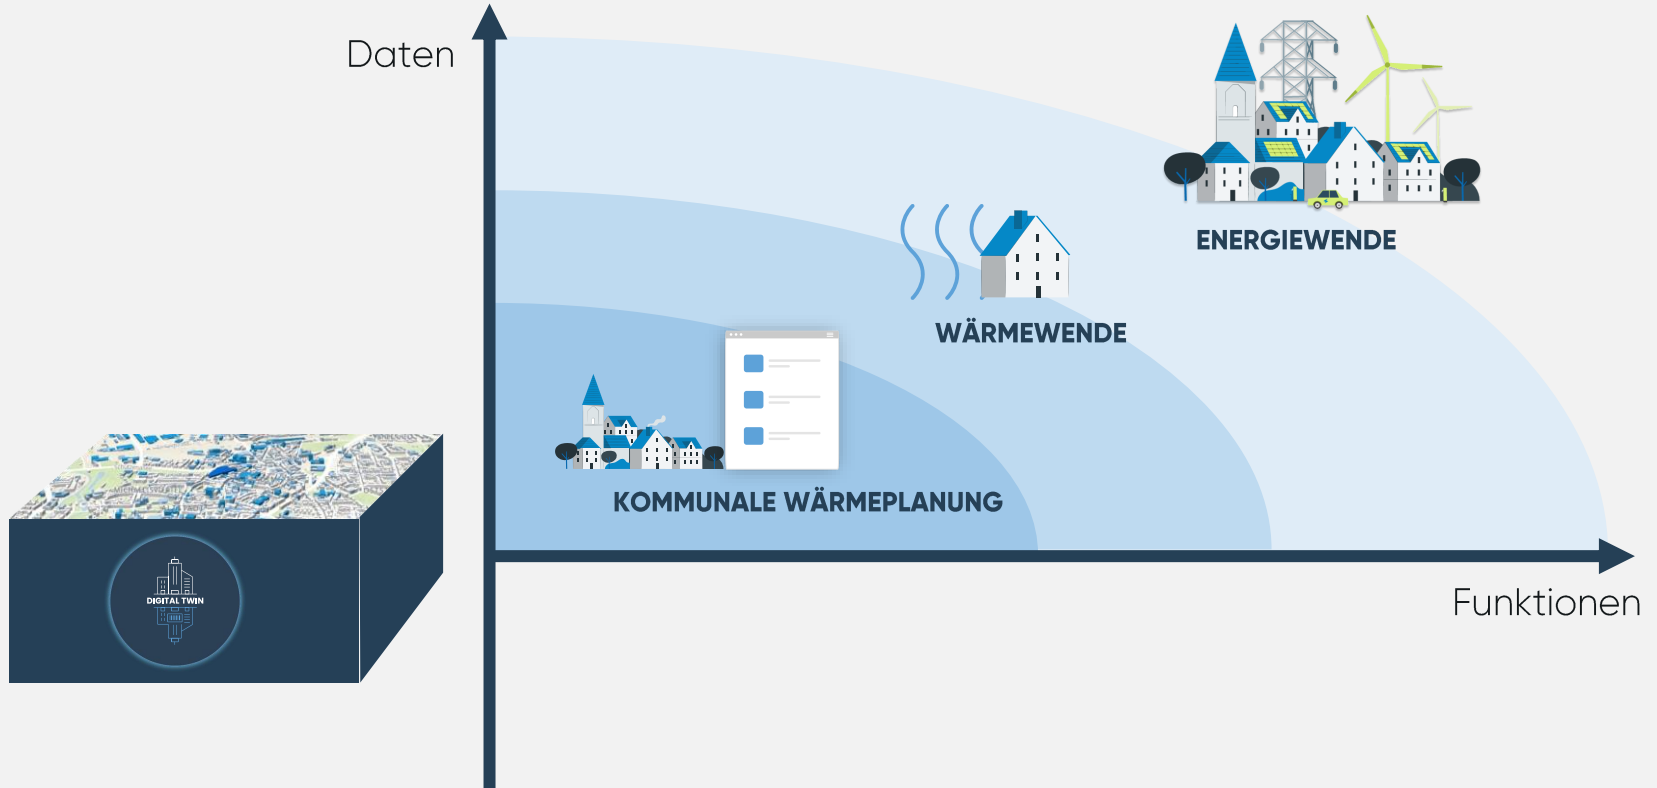 Daten
ENERGIEWENDE
WÄRMEWENDE
KOMMUNALE WÄRMEPLANUNG
DIGITAL TWIN
Funktionen